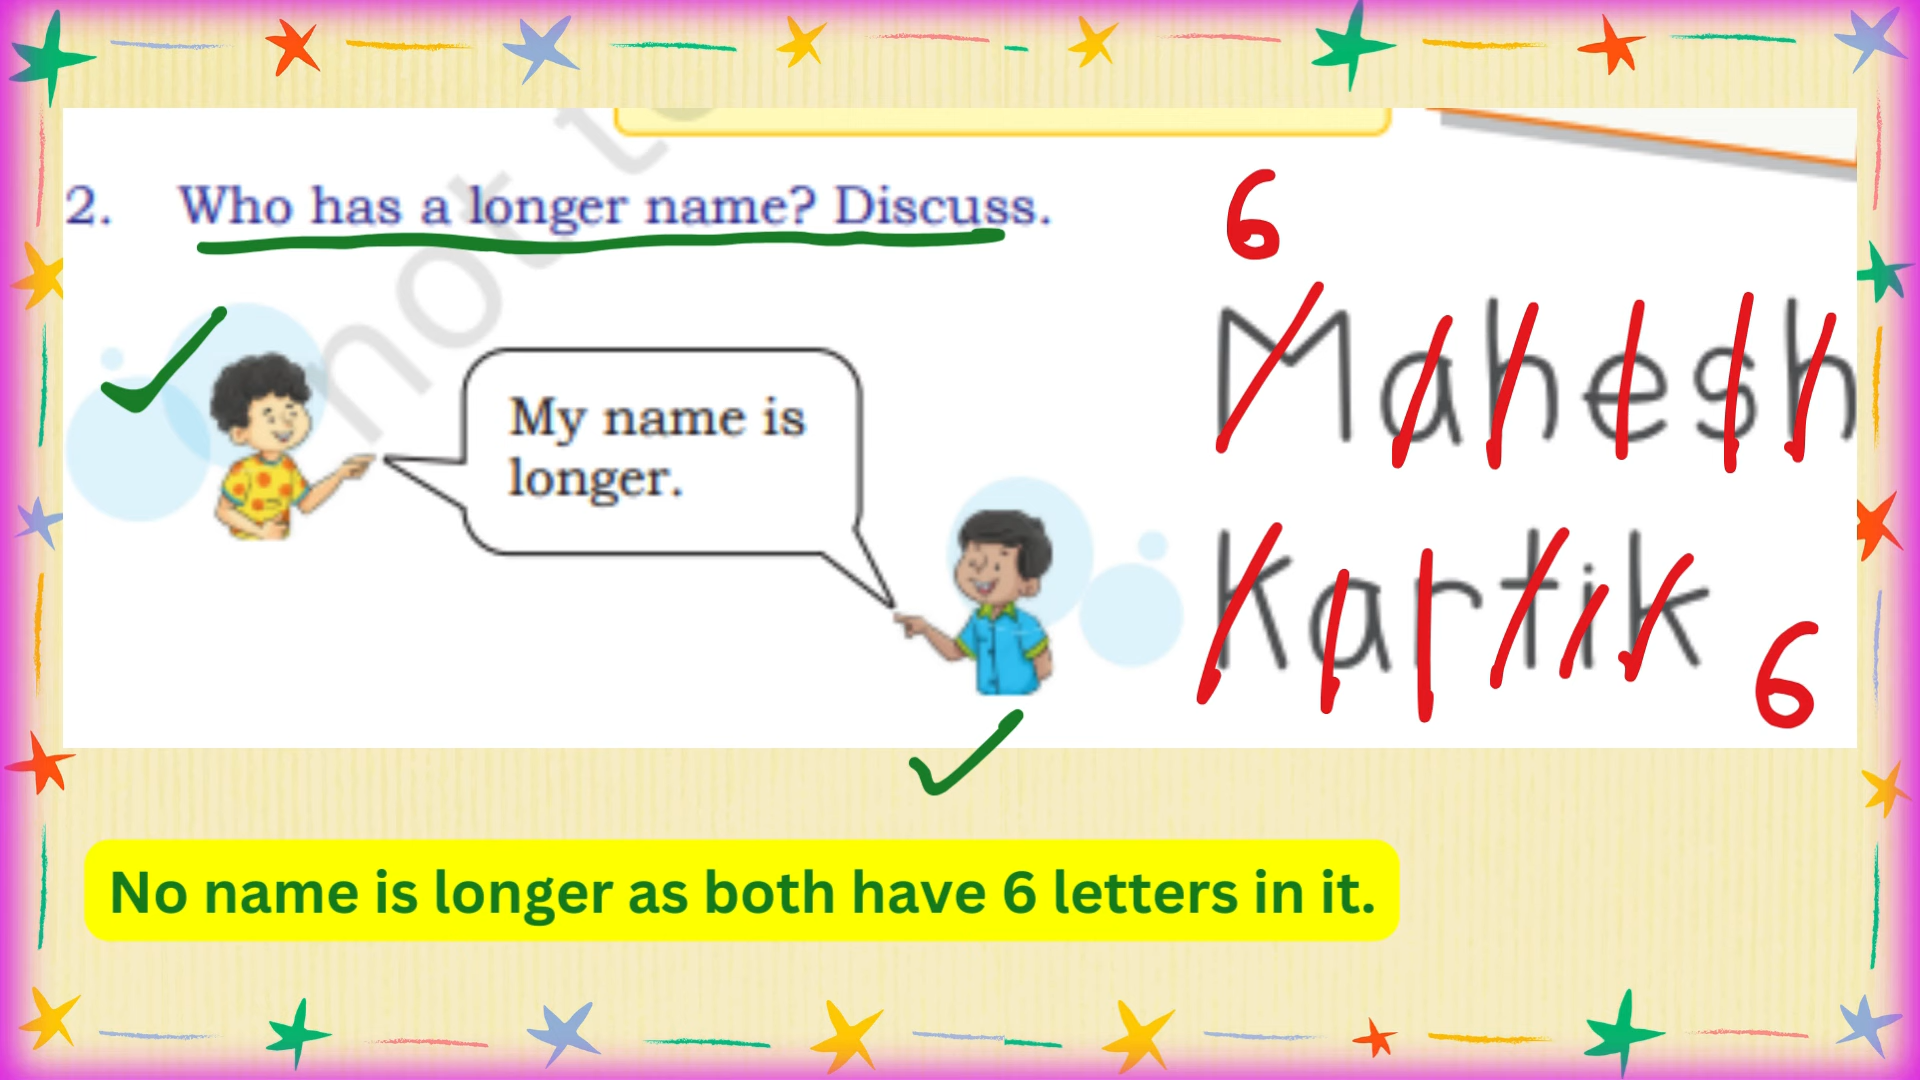 not t
2. Who has a longer name? Discuss.
6
My name is
longer.
Mahesh
Kartik
6
No name is longer as both have 6 letters in it.